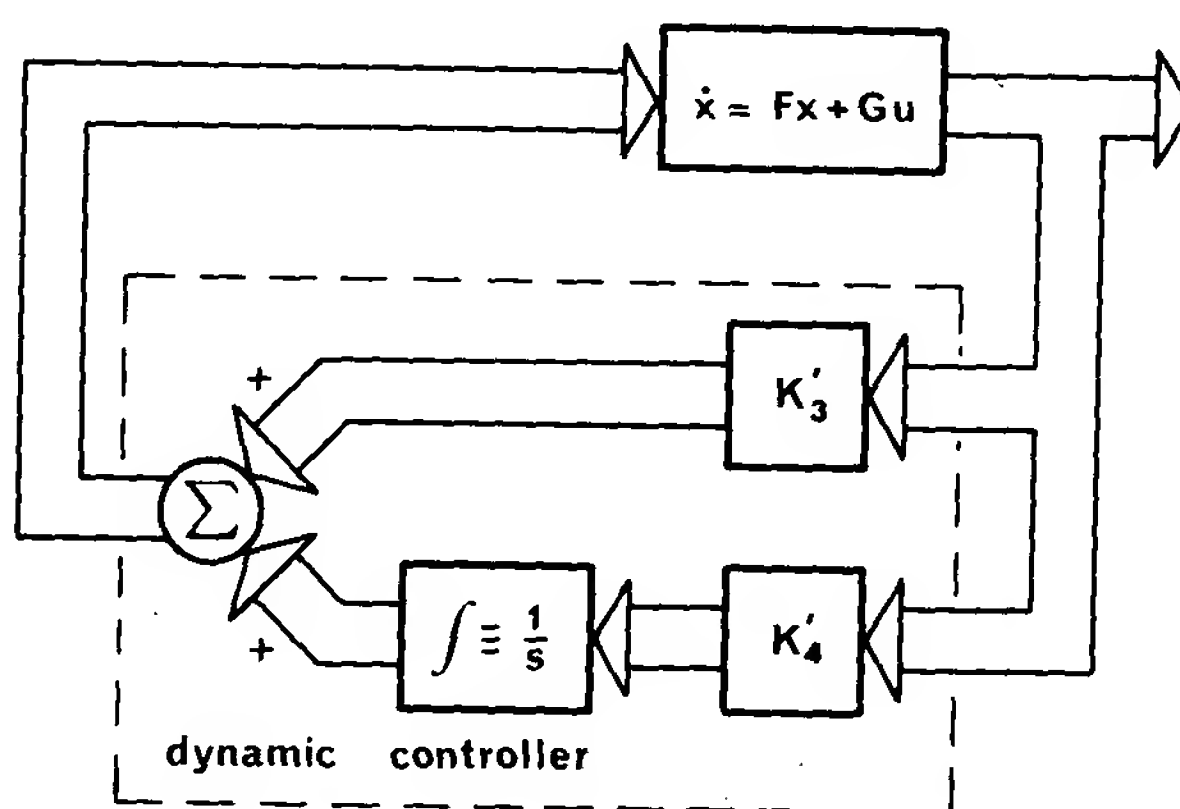 ẋ = Fx + Gu
+
K′₃
Σ
∫ ≡ 1/s
K′₄
+
dynamic controller